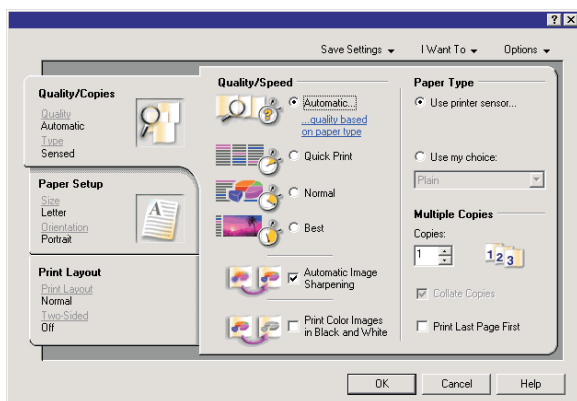 Save Settings
I Want To
Options
Quality/Copies
Quality
Automatic
Type
Sensed
Paper Setup
Size
Letter
Orientation
Portrait
Print Layout
Print Layout
Normal
Two-Sided
Off
Quality/Speed
Automatic...
...quality based
on paper type
Quick Print
Normal
Best
Automatic Image
Sharpening
Print Color Images
in Black and White
Paper Type
Use printer sensor...
Use my choice:
Plain
Multiple Copies
Copies:
1
1 2 3
Collate Copies
Print Last Page First
OK
Cancel
Help